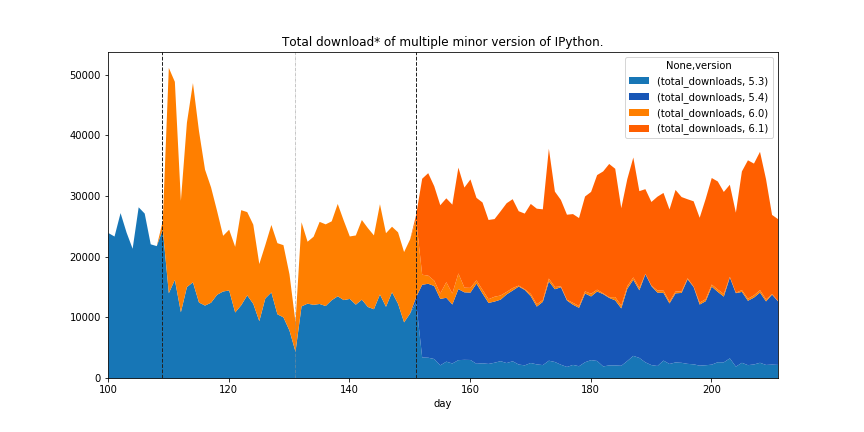 Total download* of multiple minor version of IPython.
50000
40000
30000
20000
10000
0
100
120
140
160
180
200
day
None,version
(total_downloads, 5.3)
(total_downloads, 5.4)
(total_downloads, 6.0)
(total_downloads, 6.1)